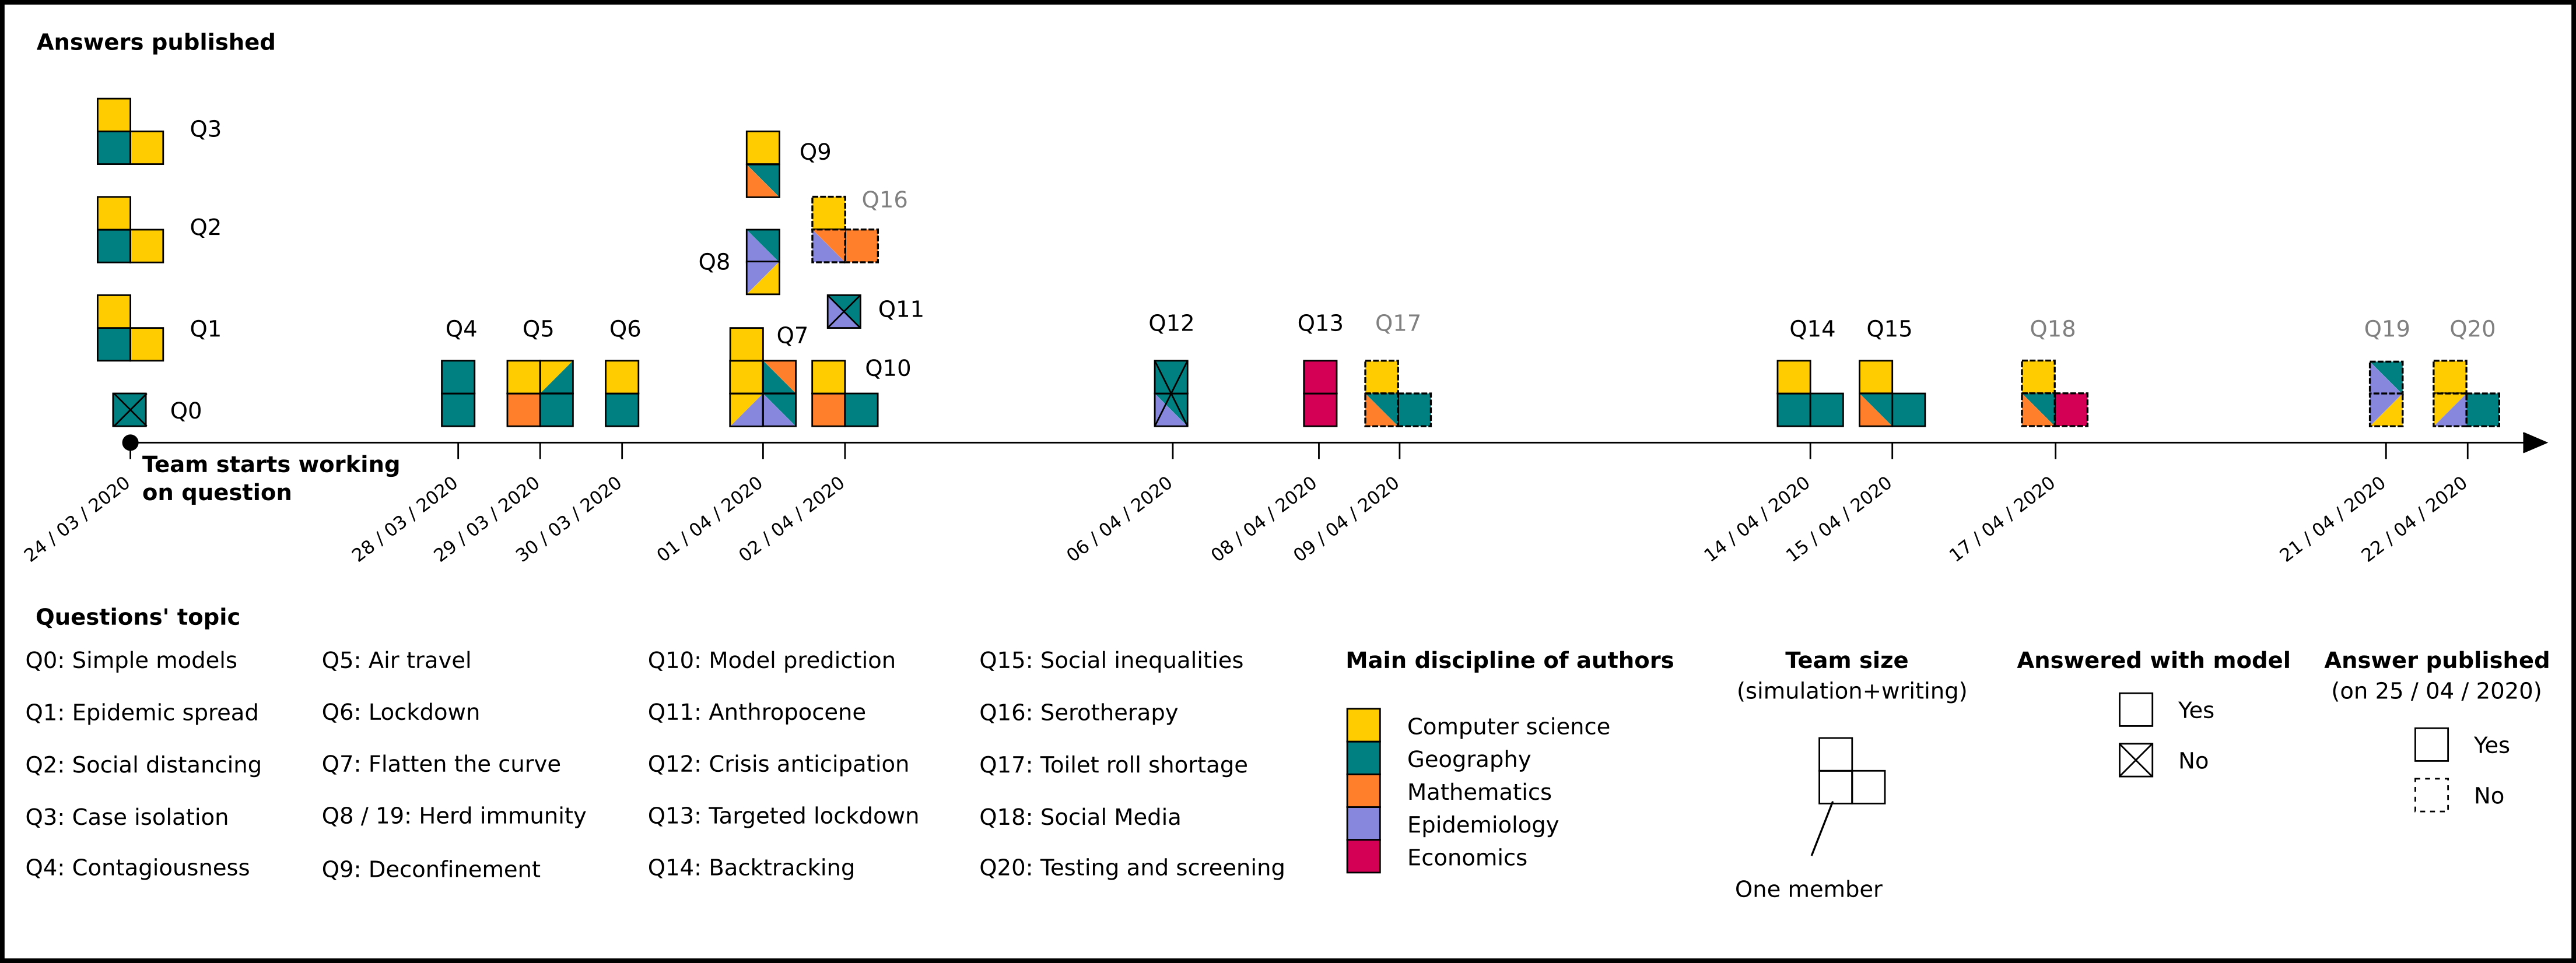 Answers published
Q3
Q9
Q16
Q2
Q8
Q11
Q1
Q4
Q5
Q6
Q7
Q12
Q13
Q17
Q14
Q15
Q18
Q19
Q20
Q10
Q0
Team starts working
on question
24 / 03 / 2020
28 / 03 / 2020
29 / 03 / 2020
30 / 03 / 2020
01 / 04 / 2020
02 / 04 / 2020
06 / 04 / 2020
08 / 04 / 2020
09 / 04 / 2020
14 / 04 / 2020
15 / 04 / 2020
17 / 04 / 2020
21 / 04 / 2020
22 / 04 / 2020
Questions' topic
Q0: Simple models
Q1: Epidemic spread
Q2: Social distancing
Q3: Case isolation
Q4: Contagiousness
Q5: Air travel
Q6: Lockdown
Q7: Flatten the curve
Q8 / 19: Herd immunity
Q9: Deconfinement
Q10: Model prediction
Q11: Anthropocene
Q12: Crisis anticipation
Q13: Targeted lockdown
Q14: Backtracking
Q15: Social inequalities
Q16: Serotherapy
Q17: Toilet roll shortage
Q18: Social Media
Q20: Testing and screening
Main discipline of authors
Computer science
Geography
Mathematics
Epidemiology
Economics
Team size
(simulation+writing)
One member
Answered with model
Yes
No
Answer published
(on 25 / 04 / 2020)
Yes
No